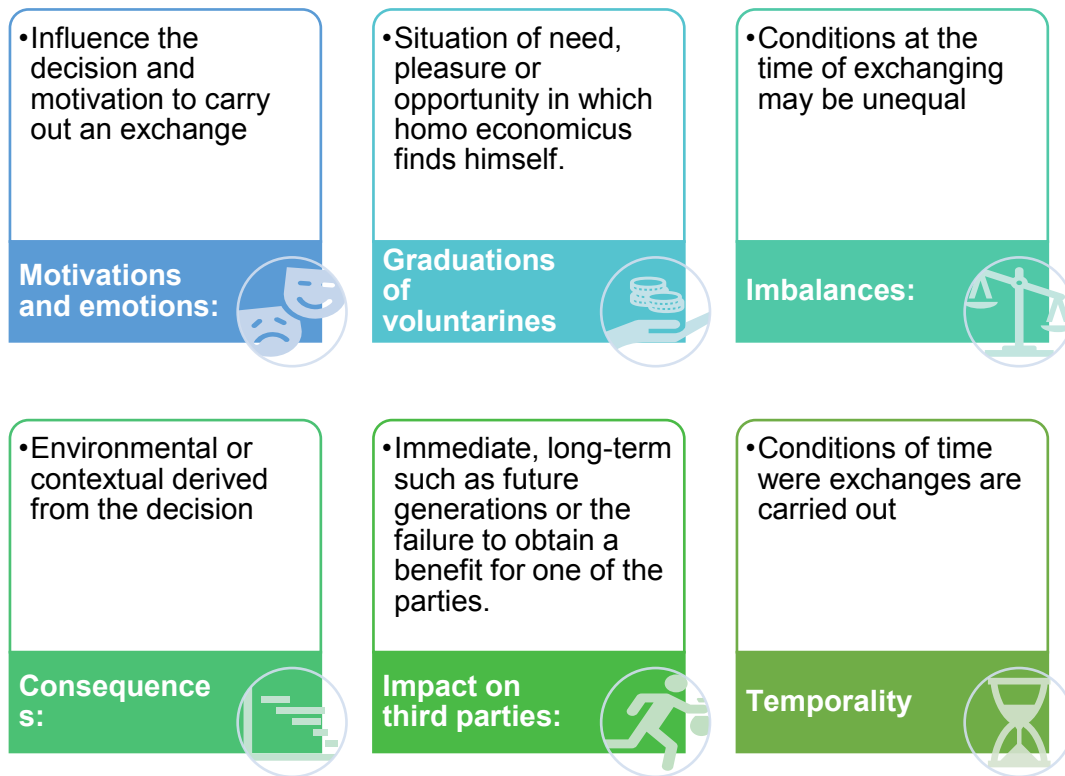 •Influence the
decision and
motivation to carry
out an exchange
Motivations
and emotions:
•Situation of need,
pleasure or
opportunity in which
homo economicus
finds himself.
Graduations
of
voluntarines
•Conditions at the
time of exchanging
may be unequal
Imbalances:
•Environmental or
contextual derived
from the decision
Consequence
s:
•Immediate, long-term
such as future
generations or the
failure to obtain a
benefit for one of the
parties.
Impact on
third parties:
•Conditions of time
were exchanges are
carried out
Temporality